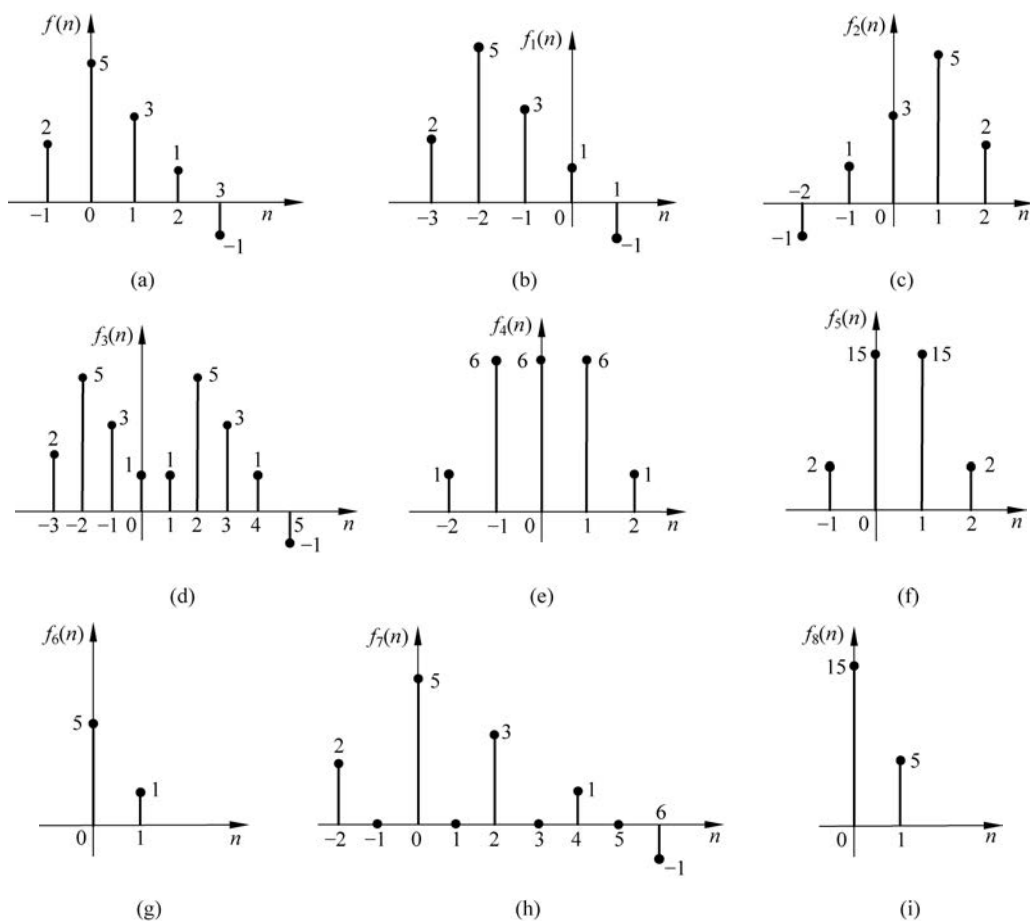 f(n)
5
3
2
1
3
−1 0 1 2 n
−1
(a)
f₁(n)
5
3
2
1
1
−3 −2 −1 0 n
−1
(b)
f₂(n)
5
3
2
1
−2
−1 0 1 2 n
−1
(c)
f₃(n)
5 5
3 3
2
1 1 1
−3 −2 −1 0 1 2 3 4 5 n
−1
(d)
f₄(n)
6 6 6
1 1
−2 −1 0 1 2 n
(e)
f₅(n)
15 15
2 2
−1 0 1 2 n
(f)
f₆(n)
5
1
0 1 n
(g)
f₇(n)
5
3
2
1
6
−2 −1 0 1 2 3 4 5 n
−1
(h)
f₈(n)
15
5
0 1 n
(i)